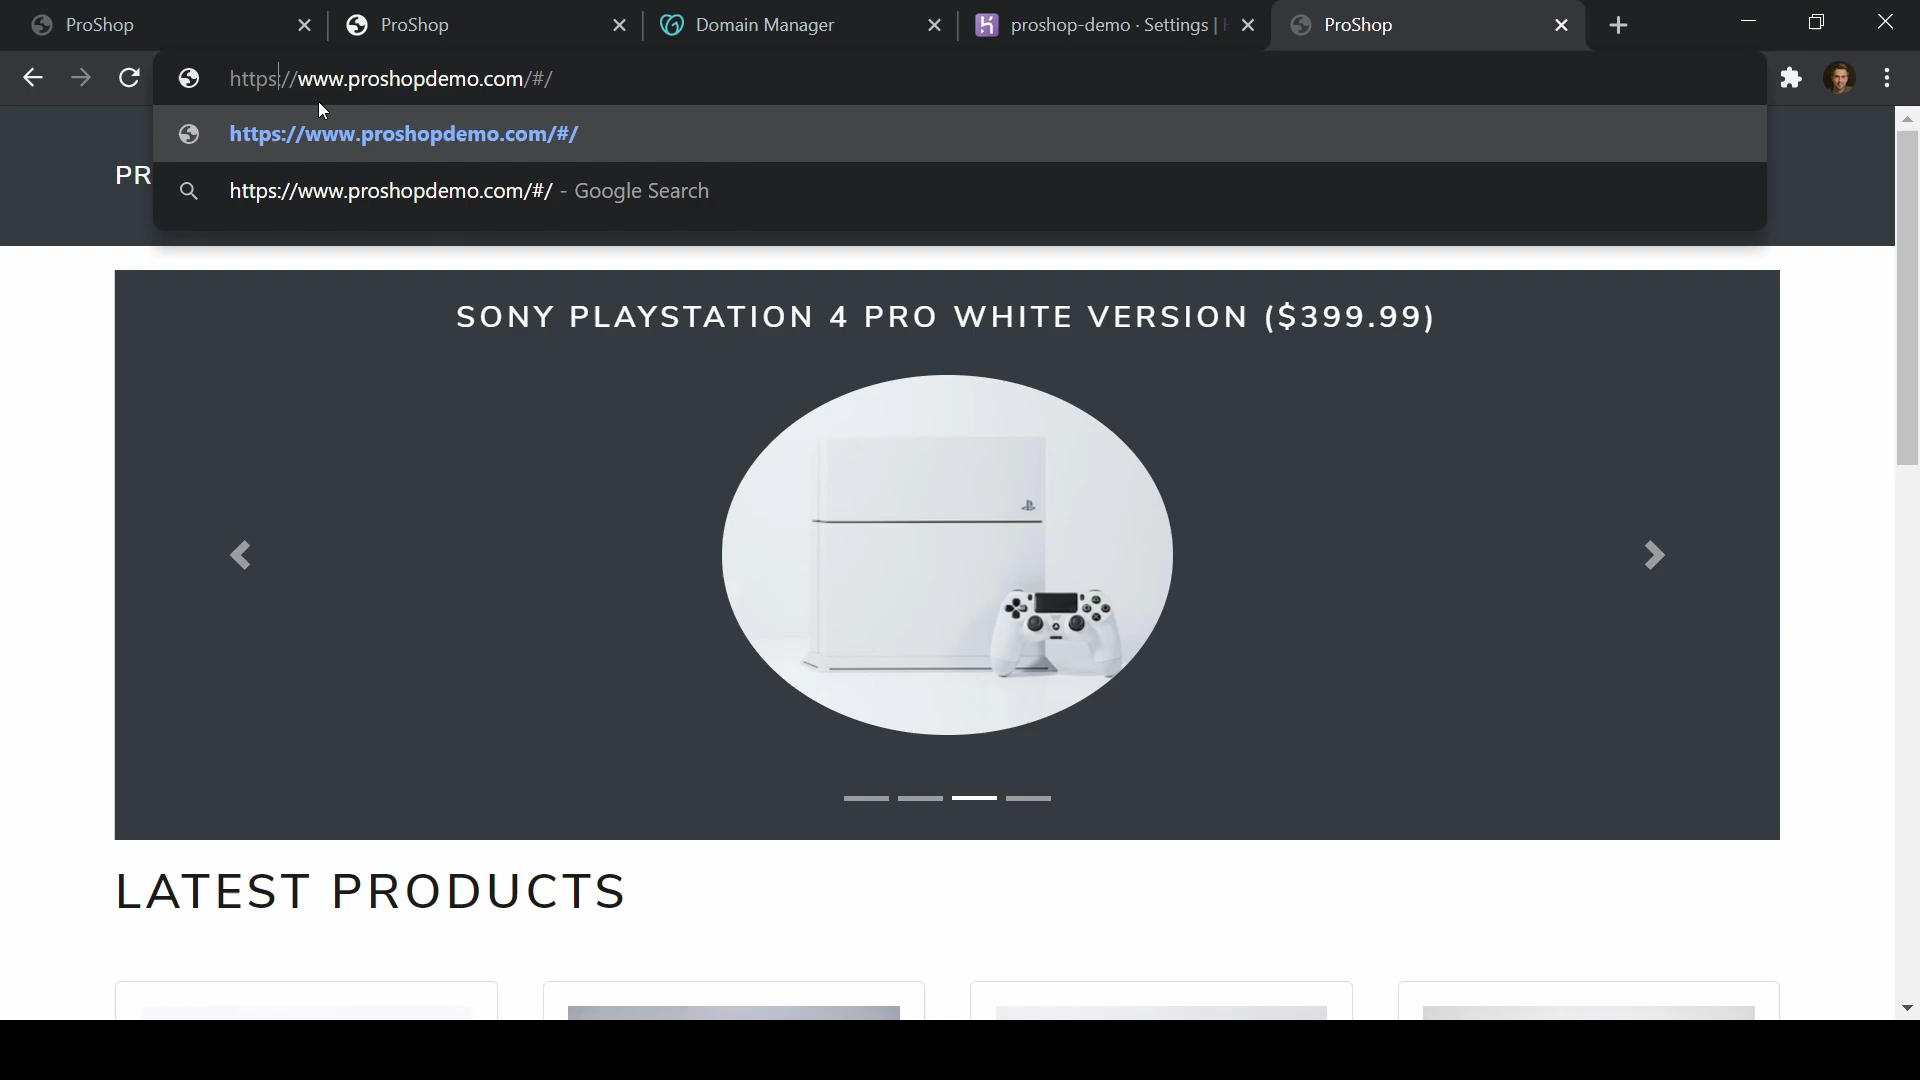 ProShop
ProShop
Domain Manager
proshop-demo · Settings |
ProShop
https://www.proshopdemo.com/#/
https://www.proshopdemo.com/#/
https://www.proshopdemo.com/#/ - Google Search
PR
SONY PLAYSTATION 4 PRO WHITE VERSION ($399.99)
LATEST PRODUCTS